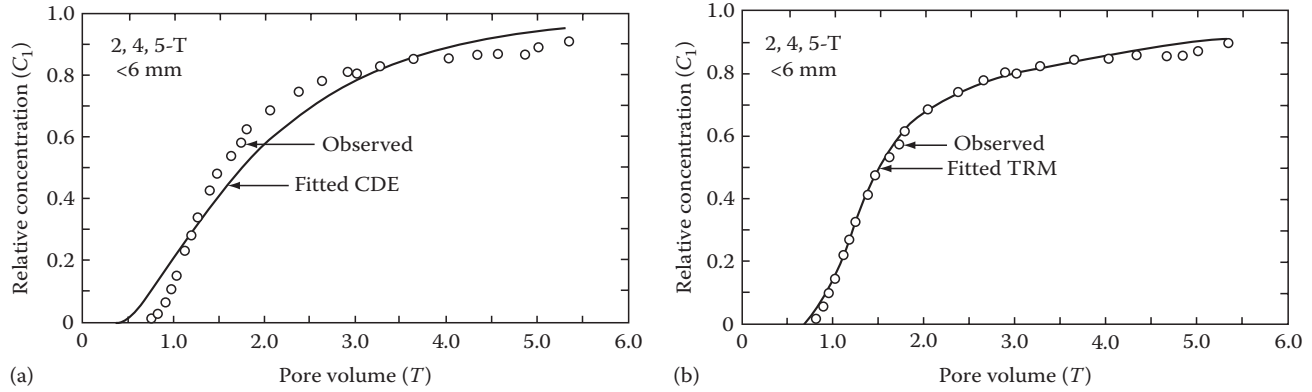 1.0
0.8
0.6
0.4
0.2
0
Relative concentration (C1)
2, 4, 5-T
<6 mm
Observed
Fitted CDE
0 1.0 2.0 3.0 4.0 5.0 6.0
(a)
Pore volume (T)
1.0
0.8
0.6
0.4
0.2
0
Relative concentration (C1)
2, 4, 5-T
<6 mm
Observed
Fitted TRM
0 1.0 2.0 3.0 4.0 5.0 6.0
(b)
Pore volume (T)